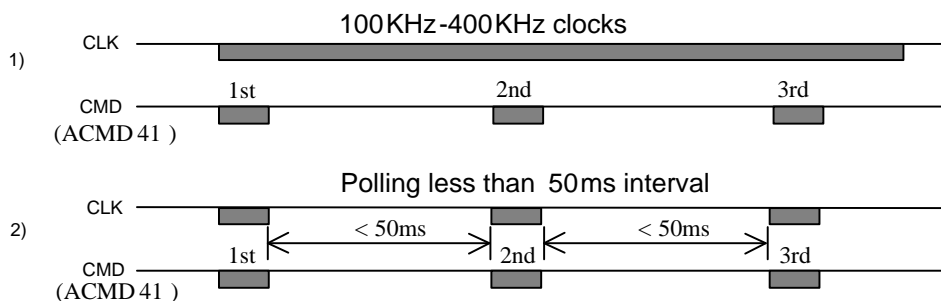 100KHz-400KHz clocks
1)
CLK
1st 2nd 3rd
CMD
(ACMD41 )
Polling less than 50ms interval
2)
CLK
< 50ms < 50ms
1st 2nd 3rd
CMD
(ACMD41 )